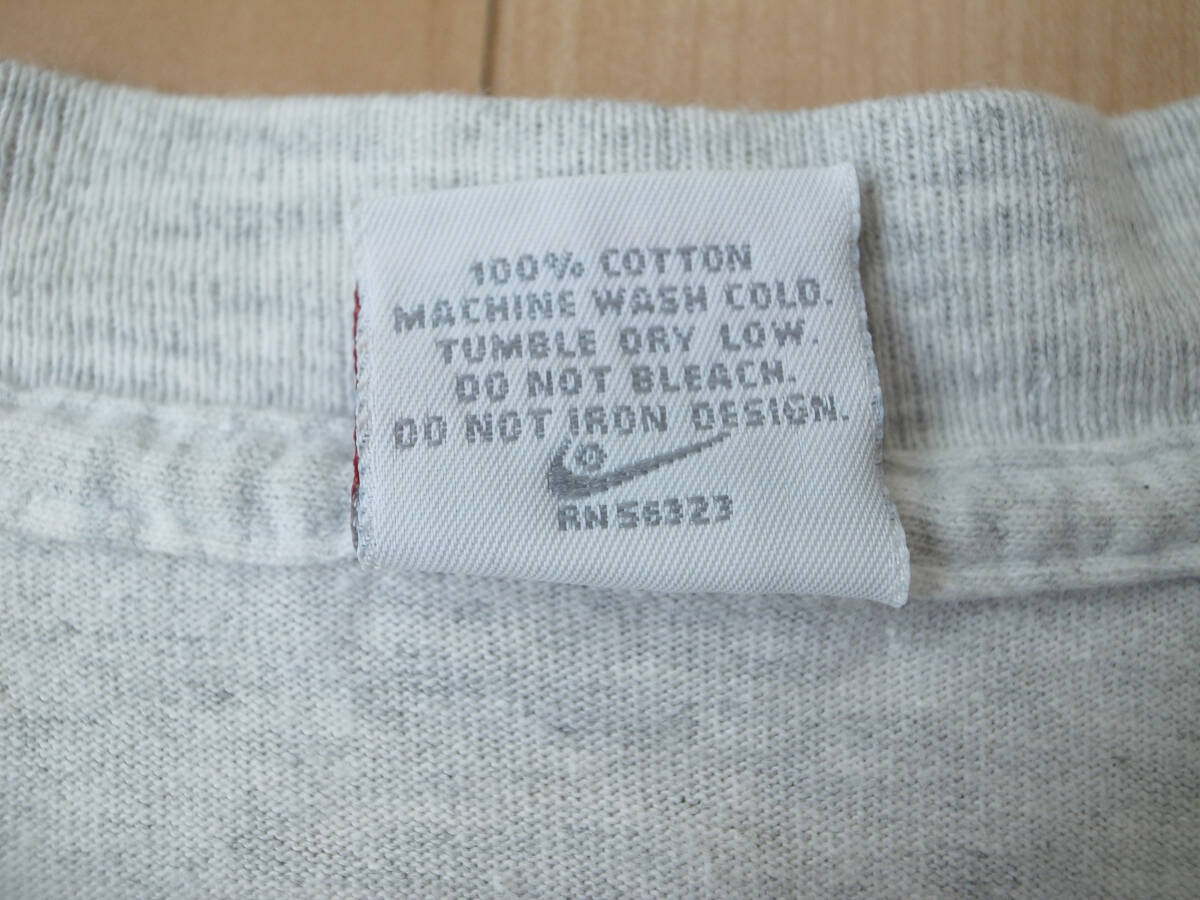 100% COTTON
MACHINE WASH COLD.
TUMBLE DRY LOW.
DO NOT BLEACH.
DO NOT IRON DESIGN.
®
RN 56323